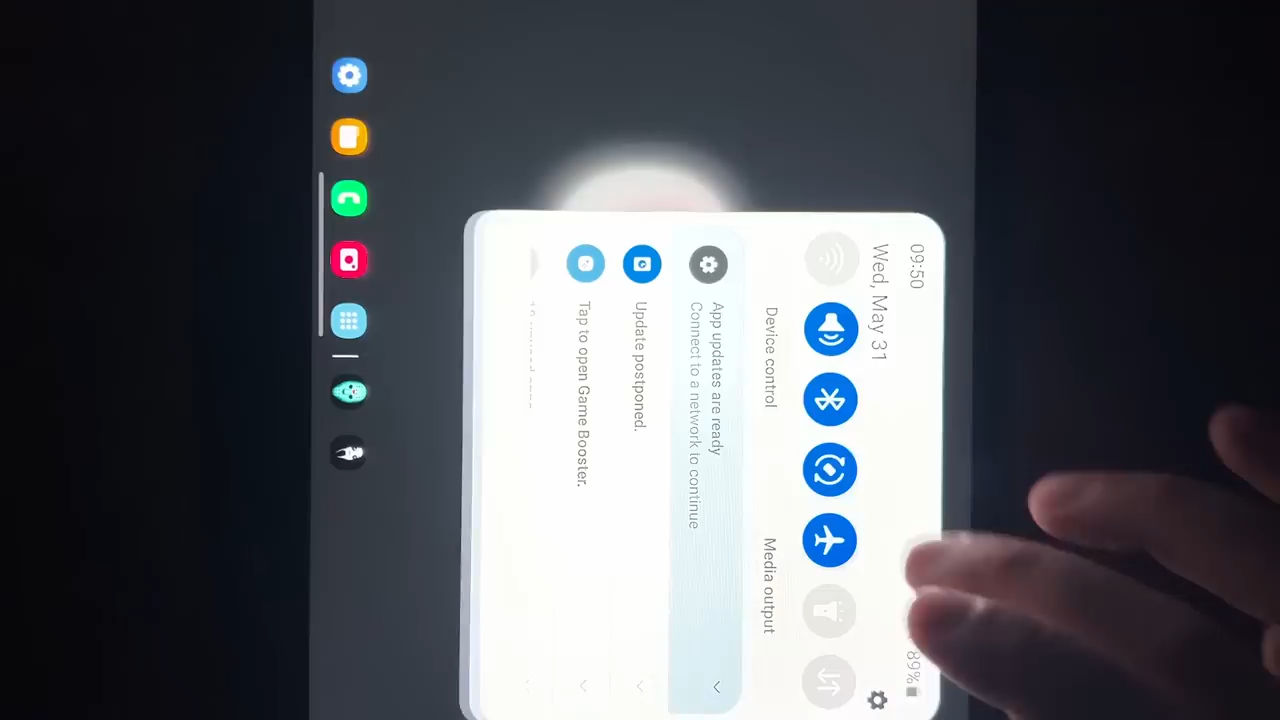 09:50
89%
Wed, May 31
Device control
Media output
App updates are ready
Connect to a network to continue
Update postponed.
Tap to open Game Booster.